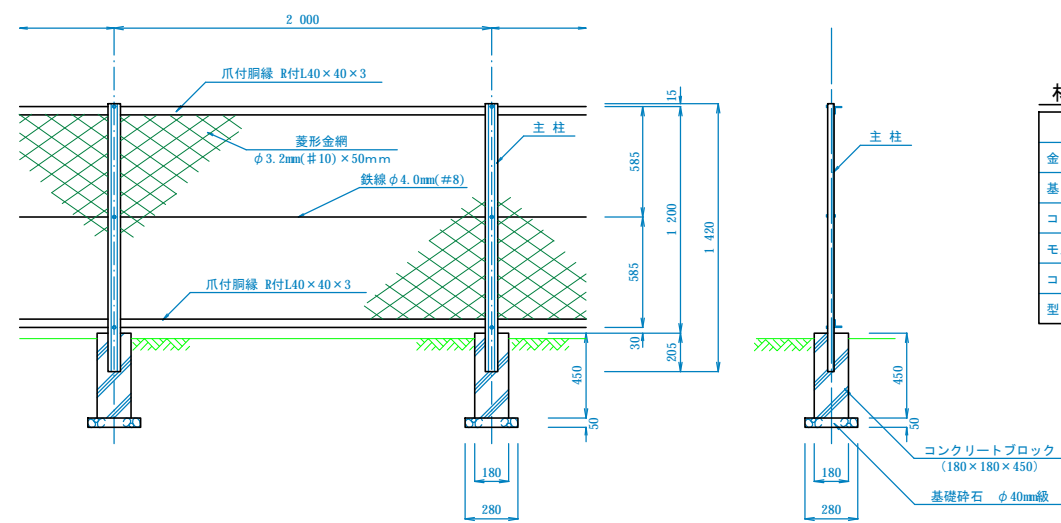 2 000
爪付胴縁 R付L40×40×3
菱形金網
φ3.2mm(♯10)×50mm
主 柱
鉄線φ4.0mm(#8)
爪付胴縁 R付L40×40×3
15
585
585
30
1 200
205
1 420
450
50
180
280
主 柱
450
50
コンクリートブロック
(180×180×450)
基礎砕石 φ40mm級
180
280
金
基
コ
モ
コ
型